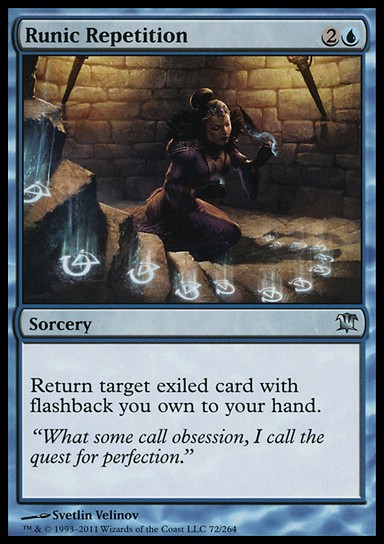 Runic Repetition 2
Sorcery
Return target exiled card with
flashback you own to your hand.
“What some call obsession, I call the
quest for perfection.”
Svetlin Velinov
™ & © 1993–2011 Wizards of the Coast LLC 72/264